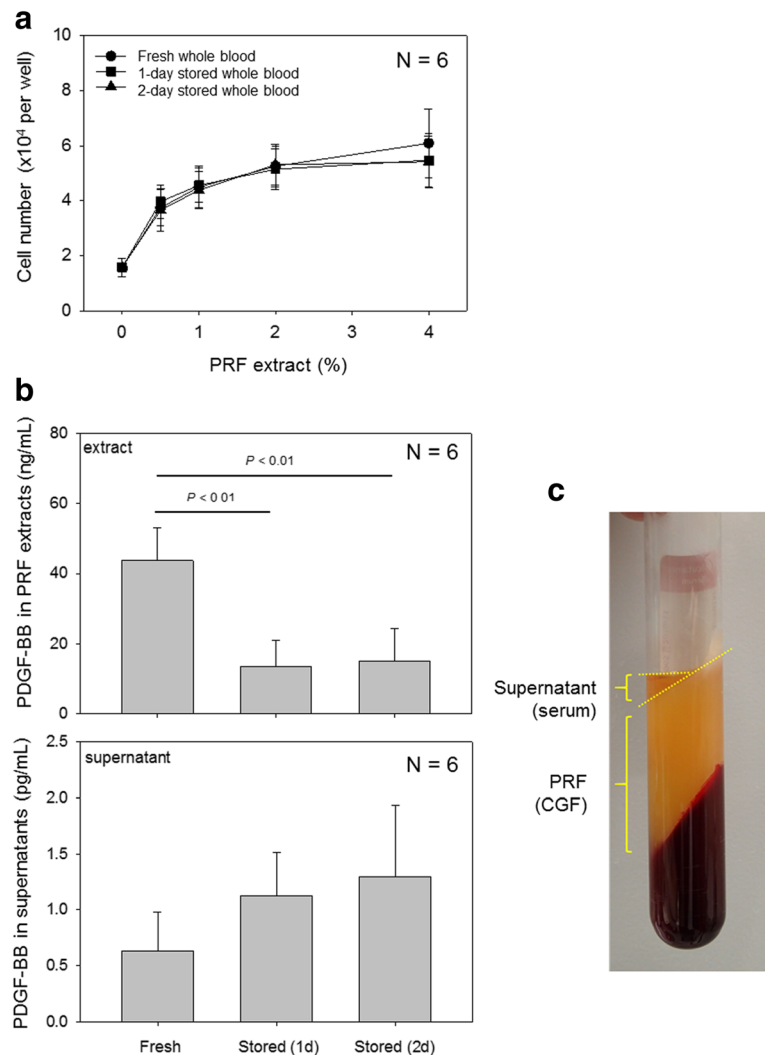 a
10
8
6
4
2
0
Cell number (x10⁴ per well)
Fresh whole blood
1-day stored whole blood
2-day stored whole blood
N = 6
0 1 2 3 4
PRF extract (%)
b
80
60
40
20
0
PDGF-BB in PRF extracts (ng/mL)
extract
N = 6
P < 0.01
P < 0 01
2.5
2.0
1.5
1.0
0.5
0.0
PDGF-BB in supernatants (pg/mL)
supernatant
N = 6
Fresh Stored (1d) Stored (2d)
c
Supernatant
(serum)
PRF
(CGF)